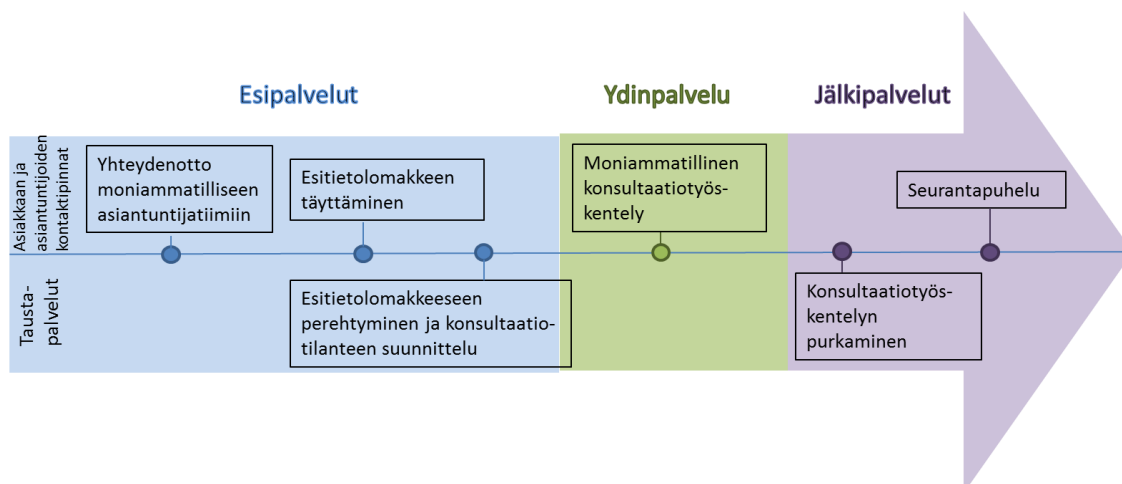 Esipalvelut
Ydinpalvelu
Jälkipalvelut
Asiakkaan ja
asiantuntijoiden
kontaktipinnat
Yhteydenotto
moniammatilliseen
asiantuntijatiimiin
Esitietolomakkeen
täyttäminen
Moniammatillinen
konsultaatiotyös-
kentely
Seurantapuhelu
Tausta-
palvelut
Esitietolomakkeeseen
perehtyminen ja konsultaatio-
tilanteen suunnittelu
Konsultaatiotyös-
kentelyn
purkaminen